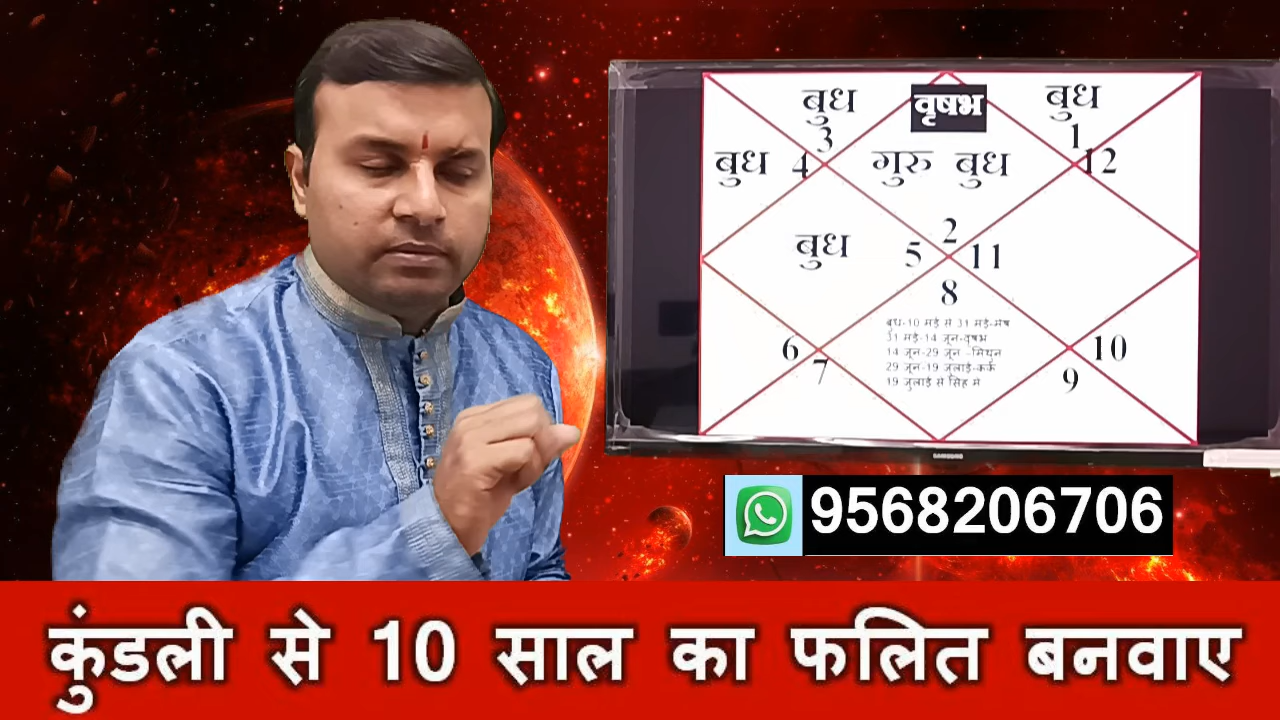 बुध
वृषभ
बुध
3
1
बुध 4
गुरु बुध
12
2
बुध
5
11
8
बुध-10 मई से 31 मई-मेष
31 मई-14 जून-वृषभ
14 जून-29 जून -मिथुन
29 जून-19 जुलाई-कर्क
19 जुलाई से सिंह मे
6
7
10
9
SAMSUNG
9568206706
कुंडली से 10 साल का फलित बनवाए